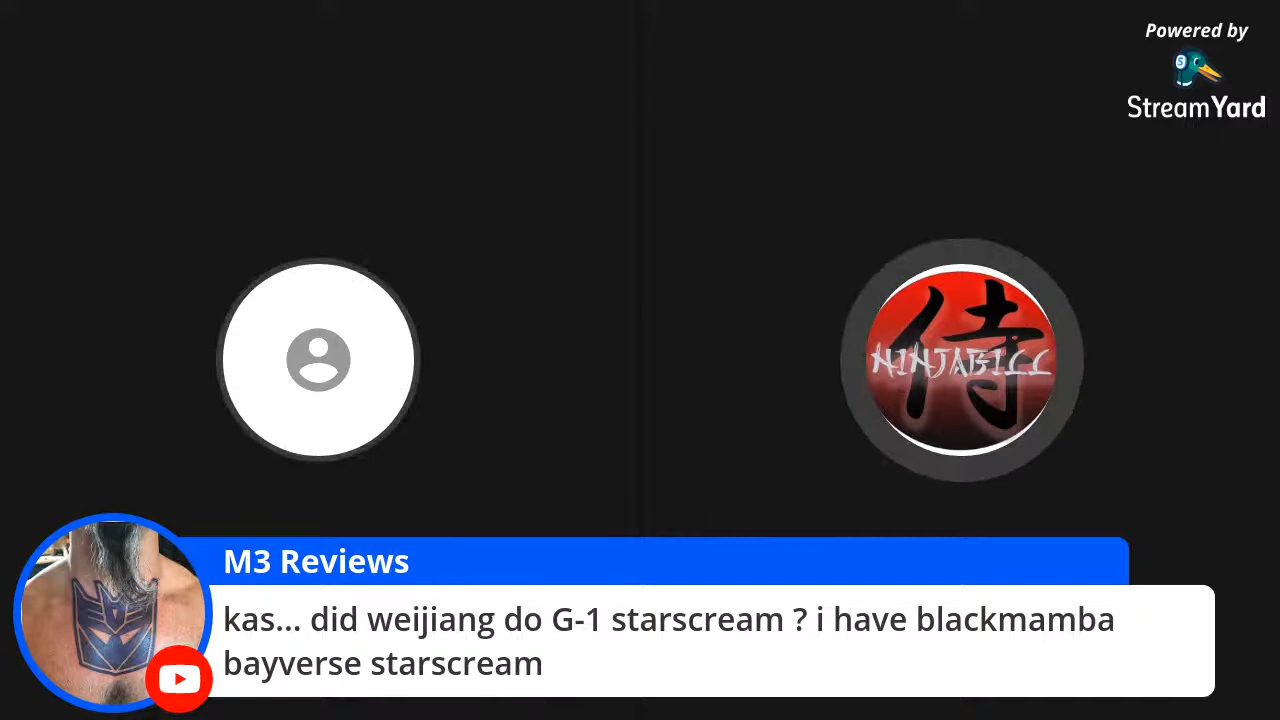 Powered by
StreamYard
侍
NINJABILL
M3 Reviews
kas... did weijiang do G-1 starscream ? i have blackmamba
bayverse starscream